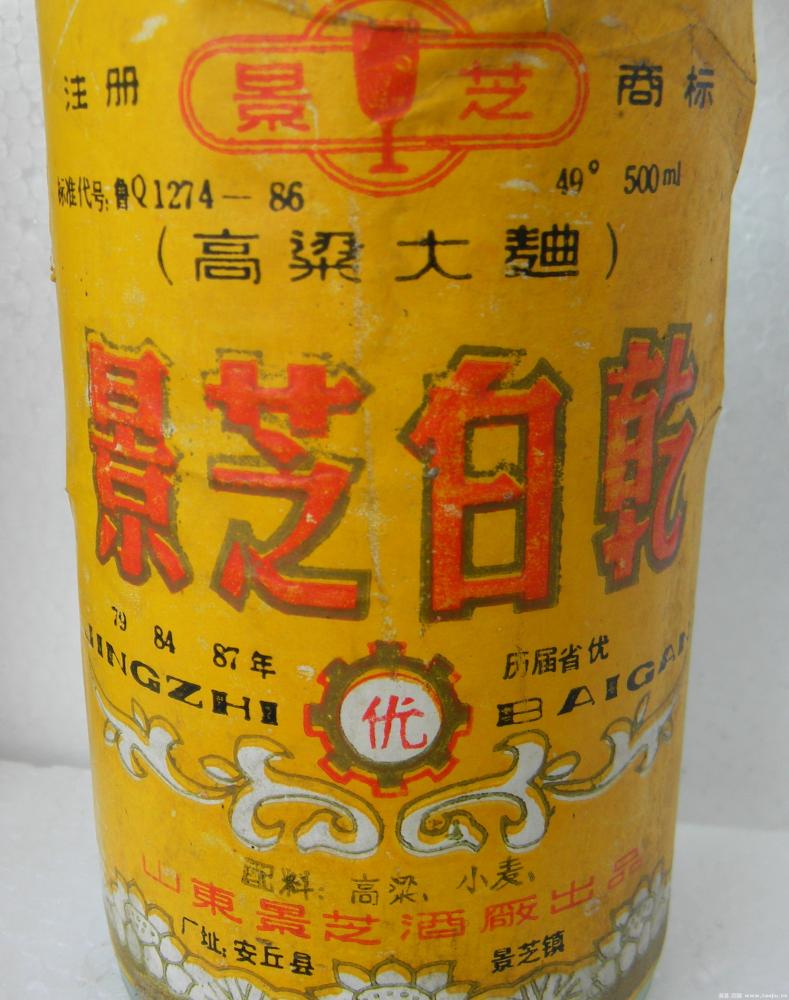 注册 景芝 商标
标准代号:鲁Q1274—86 49° 500ml
(高粱大麯)
景芝白乾
79 84 87年 历届省优
JINGZHI BAIGAN
优
配料:高粱、小麦、
山東景芝酒廠出品
厂址:安丘县 景芝镇